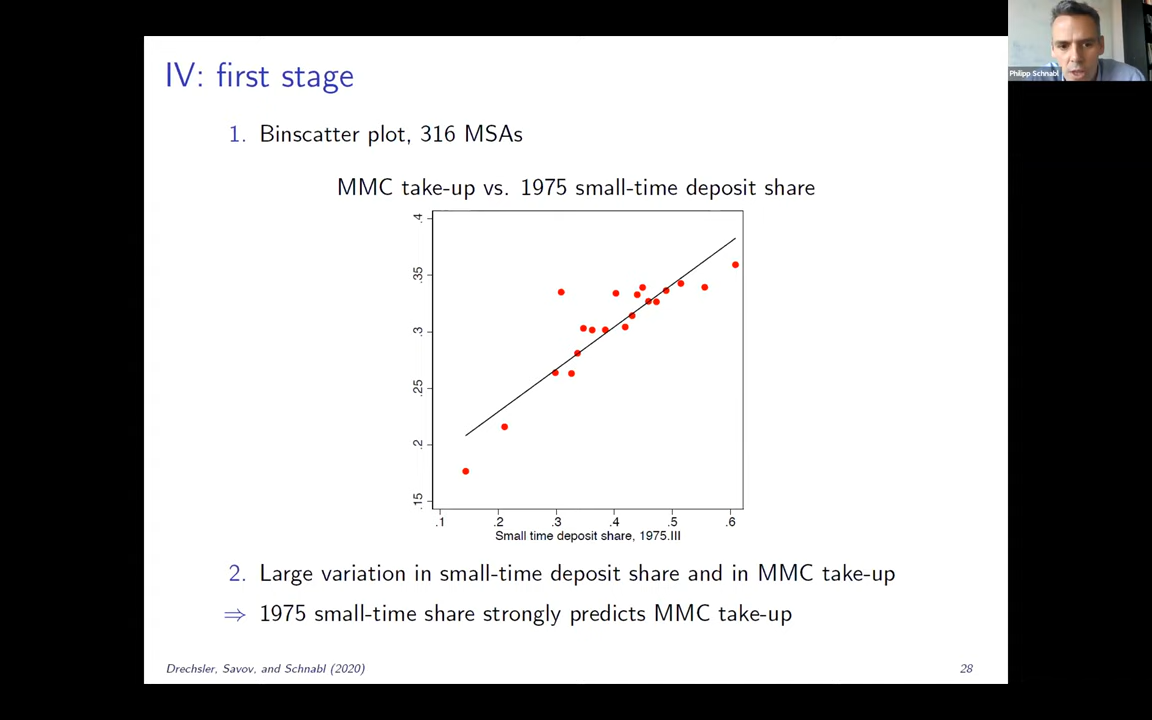 IV: first stage
Philipp Schnabl
1. Binscatter plot, 316 MSAs
MMC take-up vs. 1975 small-time deposit share
.4
.35
.3
.25
.2
.15
.1 .2 .3 .4 .5 .6
Small time deposit share, 1975.III
2. Large variation in small-time deposit share and in MMC take-up
⇒ 1975 small-time share strongly predicts MMC take-up
Drechsler, Savov, and Schnabl (2020) 28